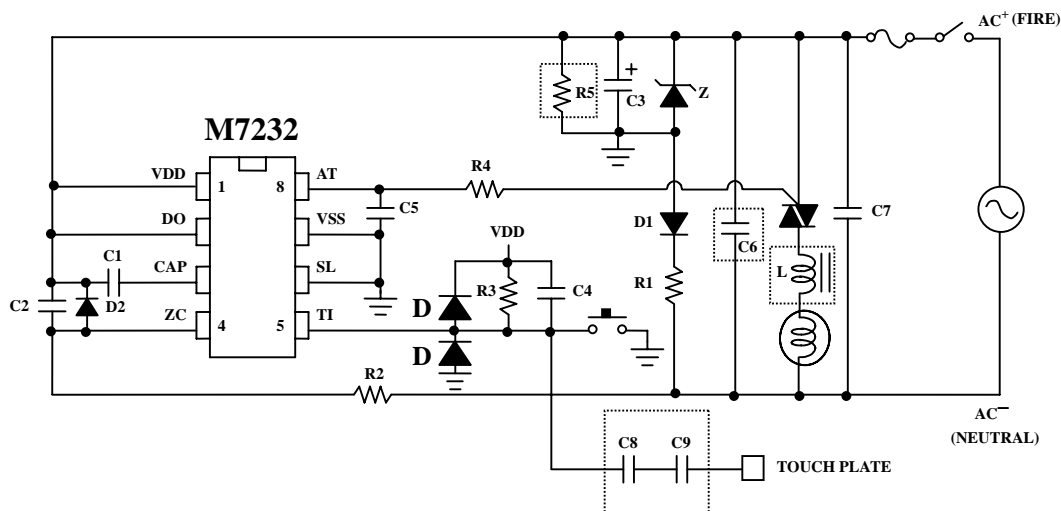 AC+ (FIRE)
R5
+
C3
Z
M7232
VDD
1
8
AT
R4
DO
VSS
C5
C1
CAP
SL
VDD
D1
C6
C7
C2
D2
ZC
4
5
TI
D
R3
C4
R1
L
D
R2
AC—
(NEUTRAL)
C8
C9
TOUCH PLATE